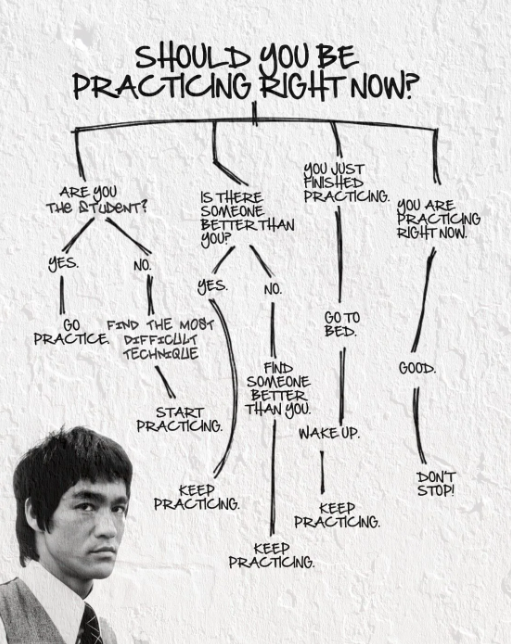 SHOULD YOU BE
PRACTICING RIGHT NOW?
ARE YOU
THE STUDENT?
YES.
GO
PRACTICE.
NO.
FIND THE MOST
DIFFICULT
TECHNIQUE
START
PRACTICING.
IS THERE
SOMEONE
BETTER THAN
YOU?
YES.
KEEP
PRACTICING.
NO.
FIND
SOMEONE
BETTER
THAN YOU.
KEEP
PRACTICING.
YOU JUST
FINISHED
PRACTICING.
GO TO
BED.
WAKE UP.
KEEP
PRACTICING.
YOU ARE
PRACTICING
RIGHT NOW.
GOOD.
DON'T
STOP!